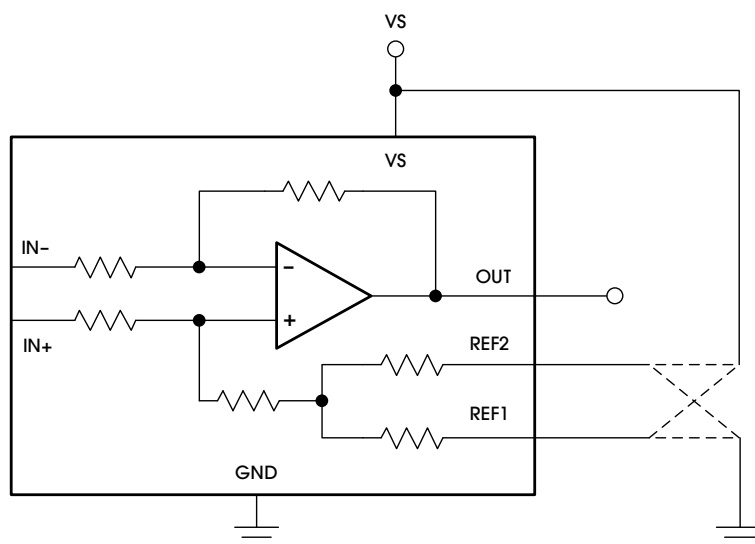 VS
VS
IN-
OUT
-
+
IN+
REF2
REF1
GND